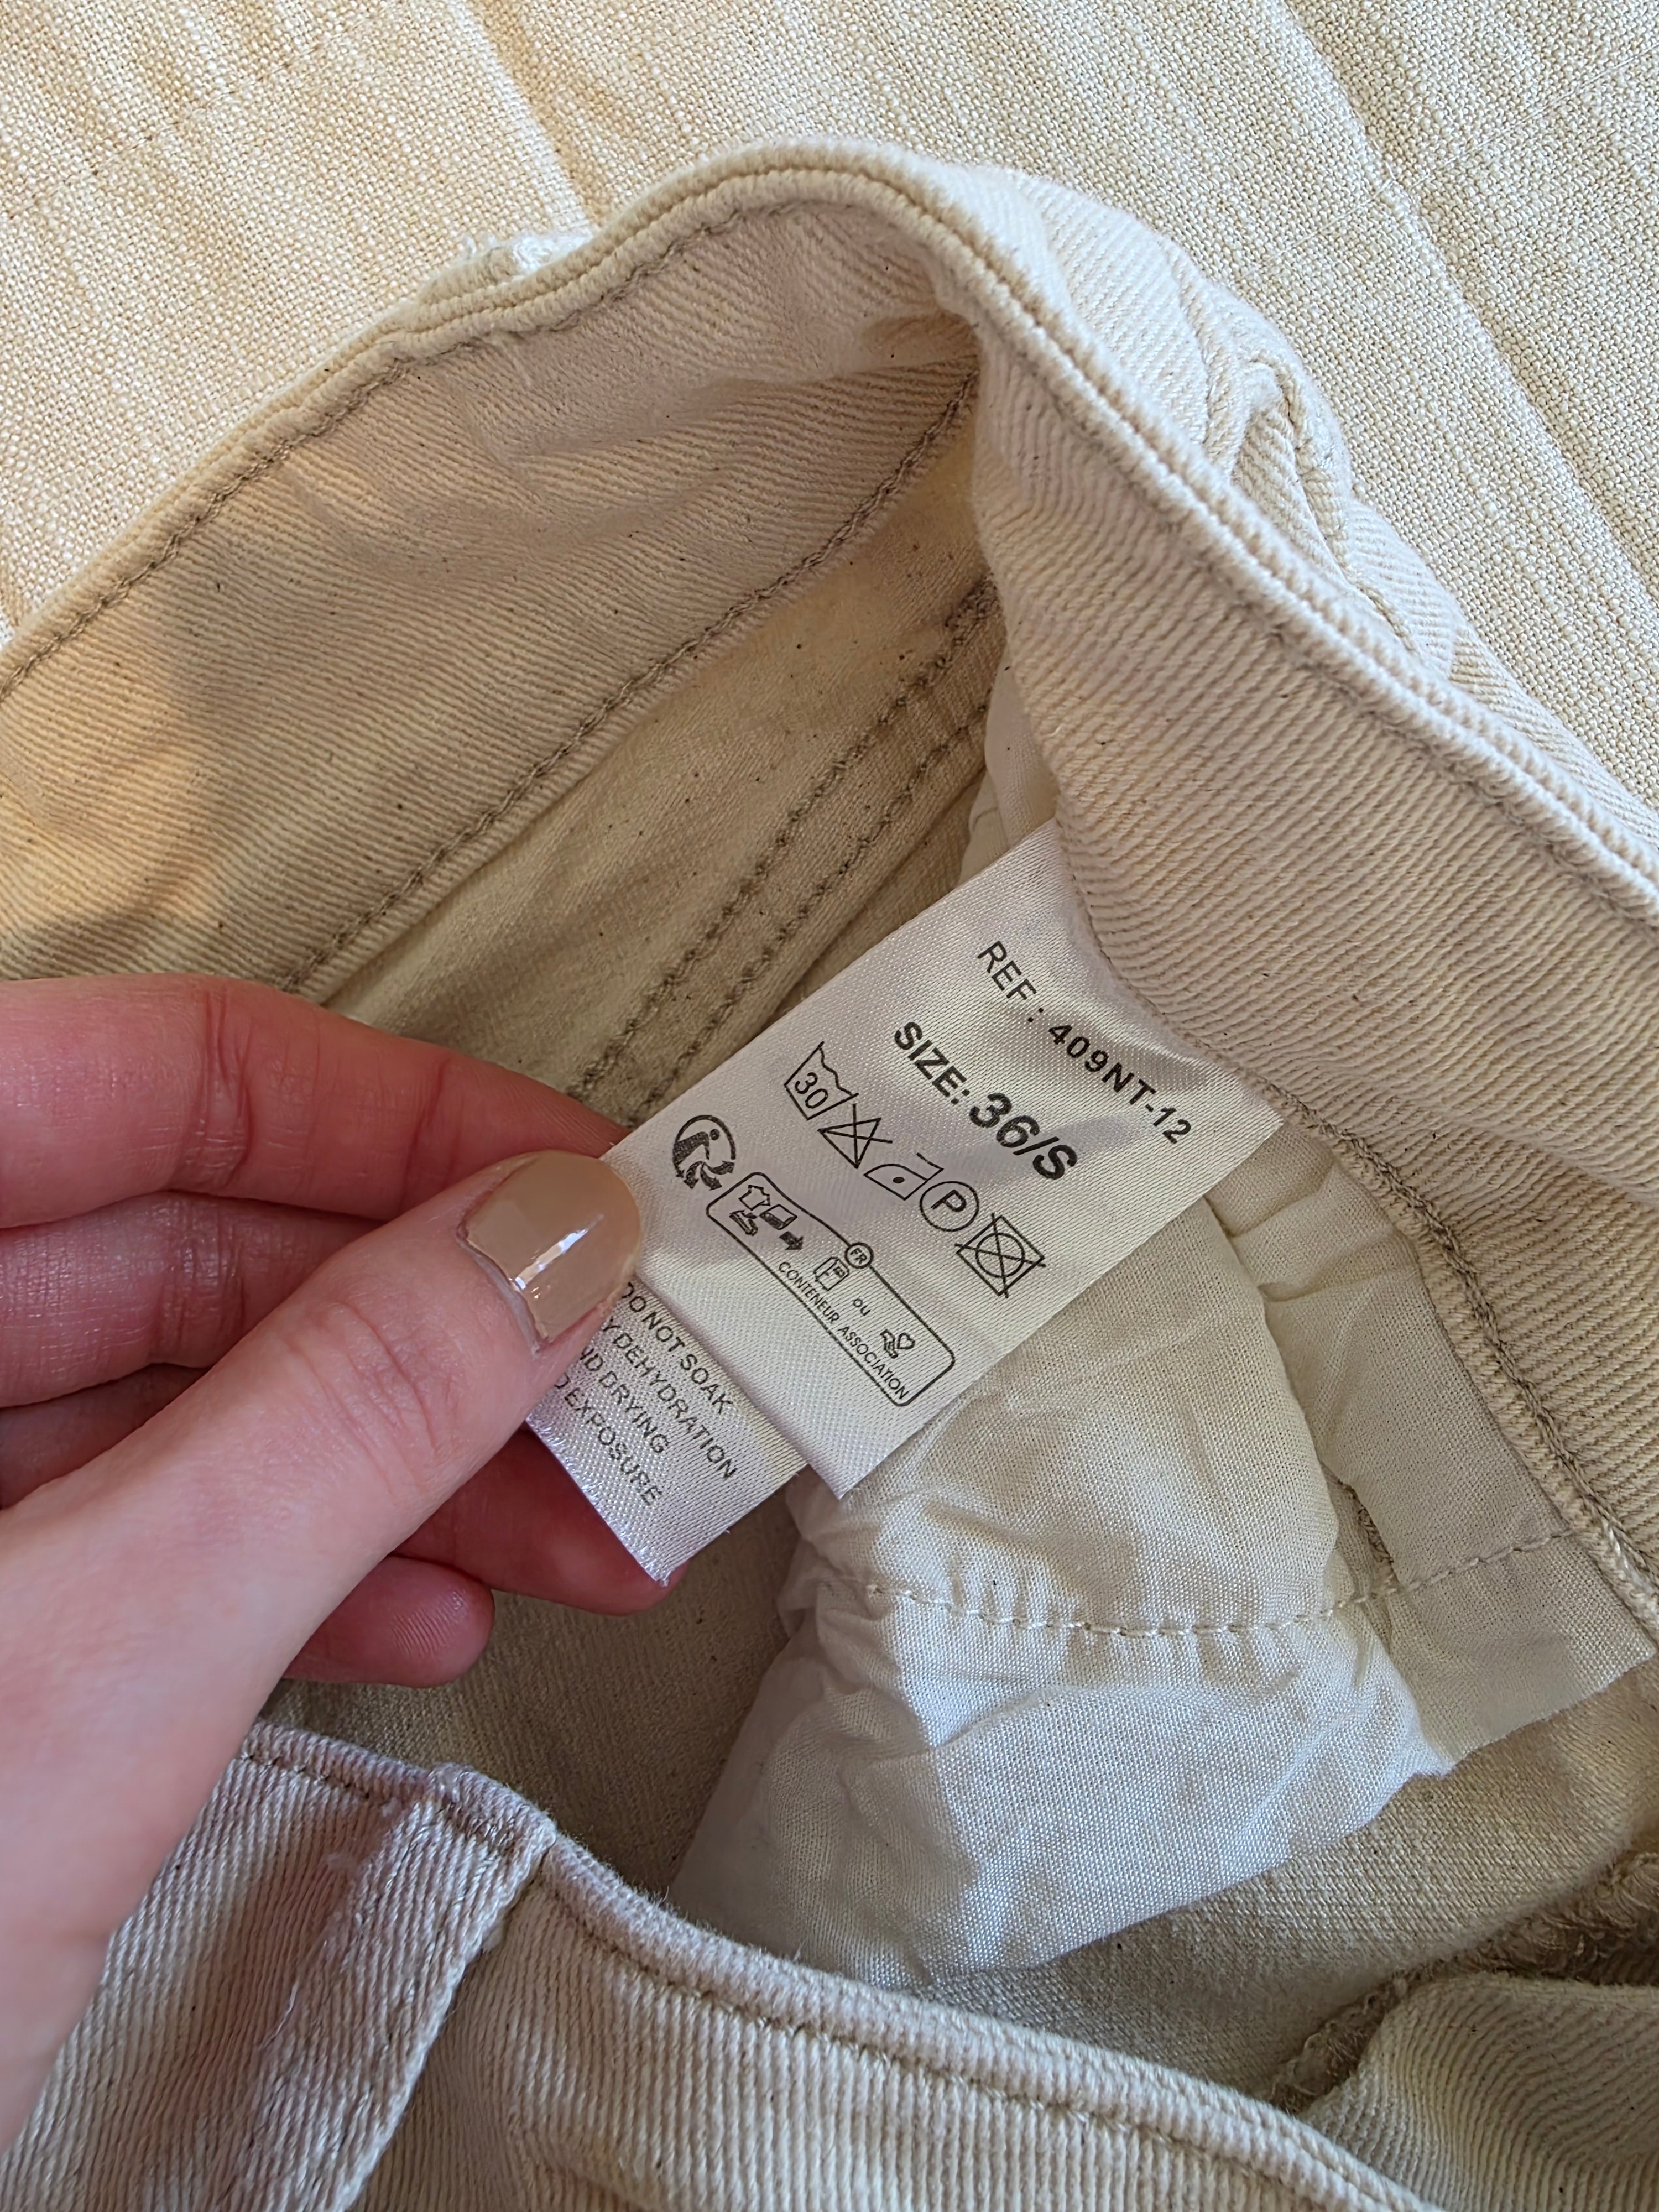 REF: 409NT-12
SIZE: 36/S
30
P
FR
OU
CONTENEUR ASSOCIATION
DO NOT SOAK
DEHYDRATION
DRYING
EXPOSURE